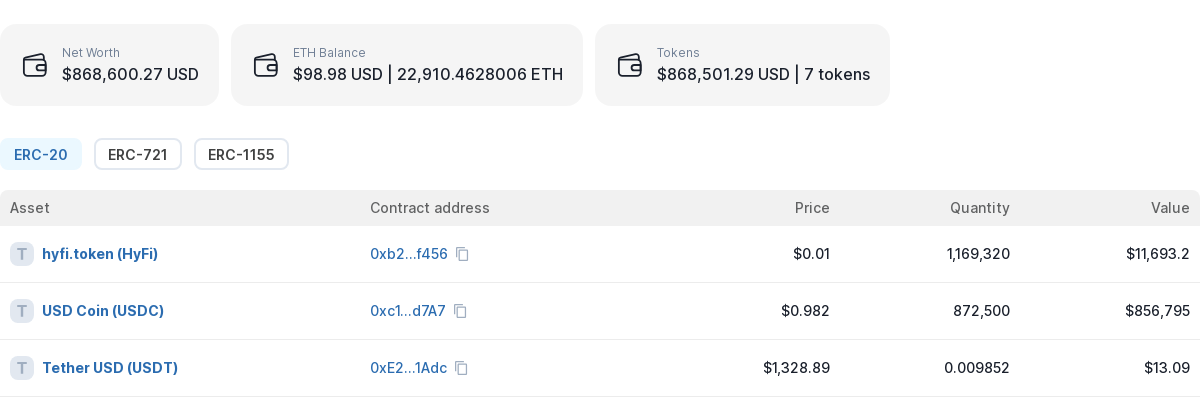 Net Worth
$868,600.27 USD
ETH Balance
$98.98 USD | 22,910.4628006 ETH
Tokens
$868,501.29 USD | 7 tokens
ERC-20 ERC-721 ERC-1155
Asset Contract address Price Quantity Value
T hyfi.token (HyFi) 0xb2...f456 $0.01 1,169,320 $11,693.2
T USD Coin (USDC) 0xc1...d7A7 $0.982 872,500 $856,795
T Tether USD (USDT) 0xE2...1Adc $1,328.89 0.009852 $13.09